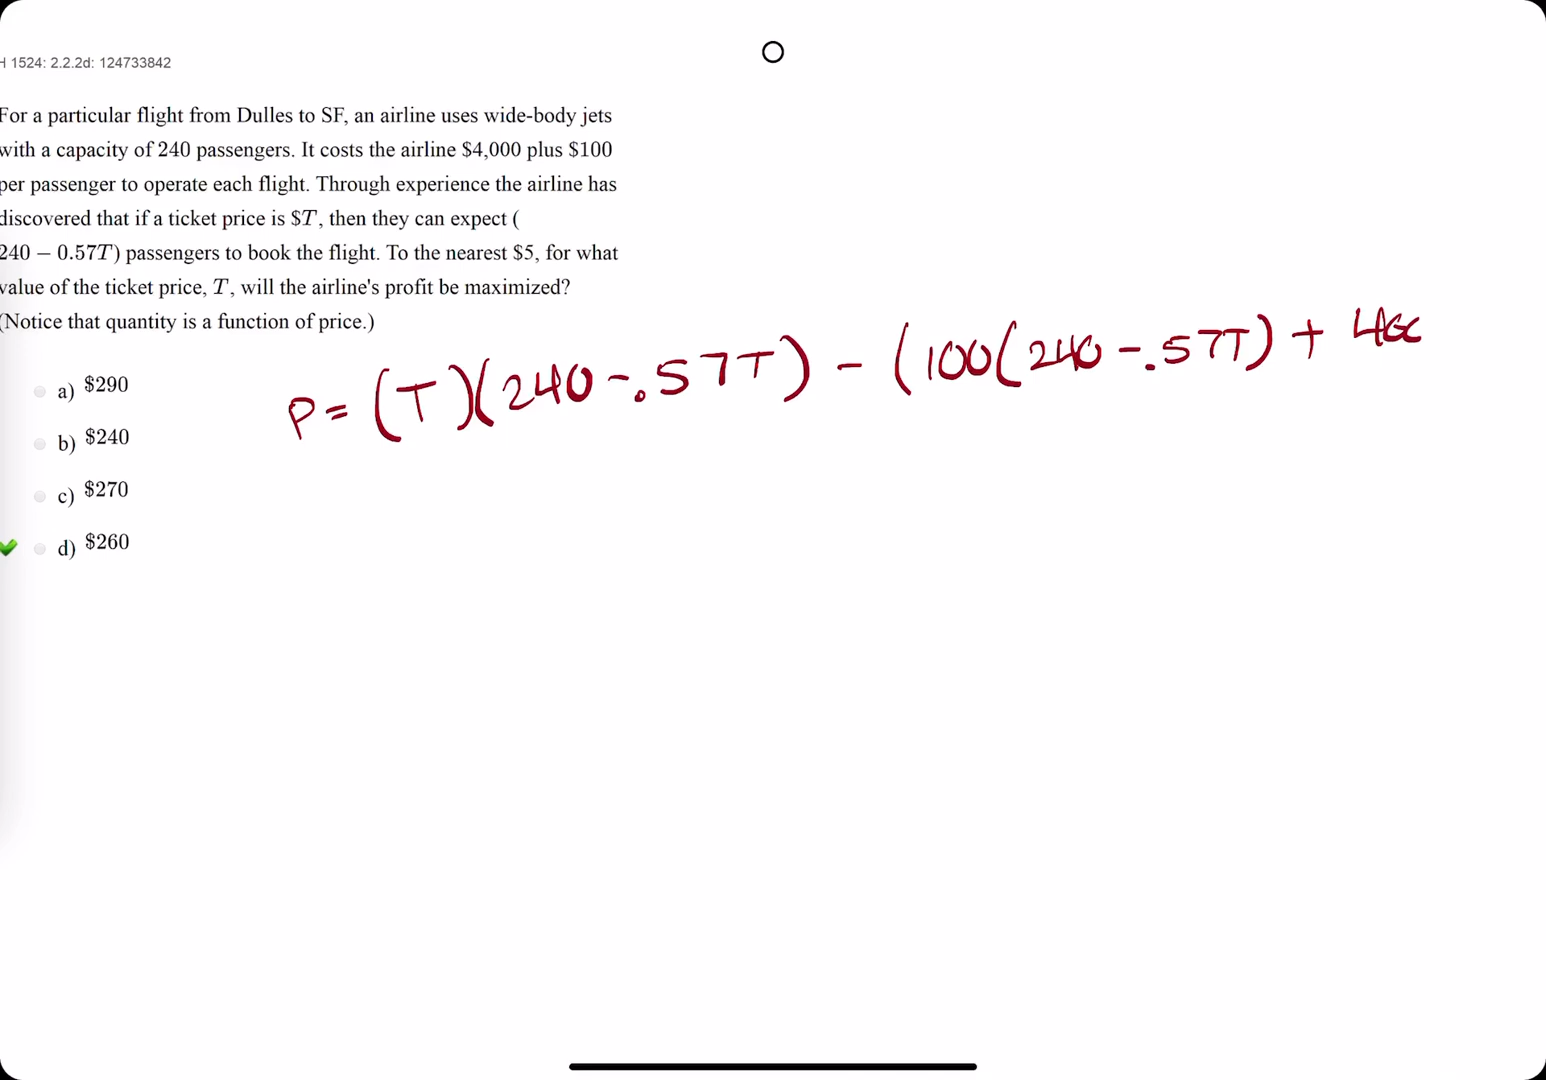 H 1524: 2.2.2d: 124733842
For a particular flight from Dulles to SF, an airline uses wide-body jets
with a capacity of 240 passengers. It costs the airline $4,000 plus $100
per passenger to operate each flight. Through experience the airline has
discovered that if a ticket price is $T, then they can expect (
240 − 0.57T) passengers to book the flight. To the nearest $5, for what
value of the ticket price, T, will the airline's profit be maximized?
(Notice that quantity is a function of price.)
P = (T)(240 -.57T) - (100(240 -.57T) +
a) $290
b) $240
c) $270
d) $260